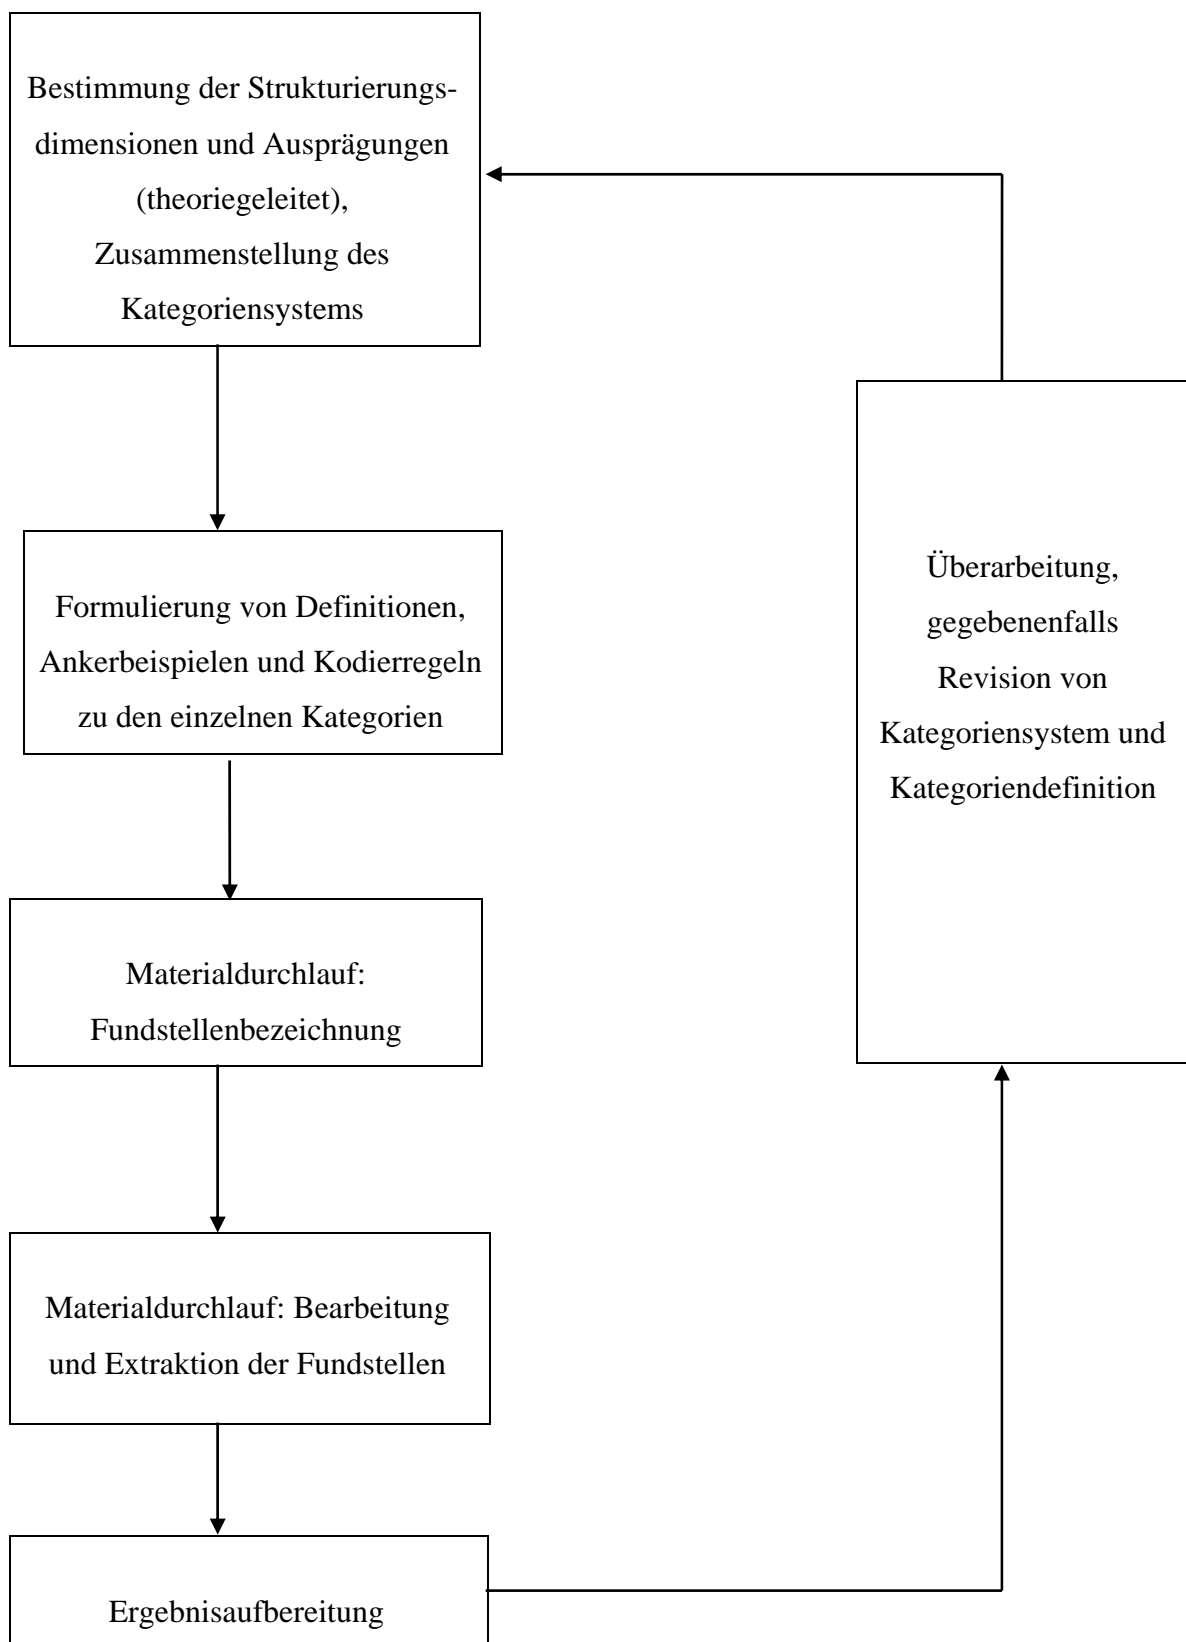 Bestimmung der Strukturierungs-
dimensionen und Ausprägungen
(theoriegeleitet),
Zusammenstellung des
Kategoriensystems
Formulierung von Definitionen,
Ankerbeispielen und Kodierregeln
zu den einzelnen Kategorien
Materialdurchlauf:
Fundstellenbezeichnung
Materialdurchlauf: Bearbeitung
und Extraktion der Fundstellen
Ergebnisaufbereitung
Überarbeitung,
gegebenenfalls
Revision von
Kategoriensystem und
Kategoriendefinition